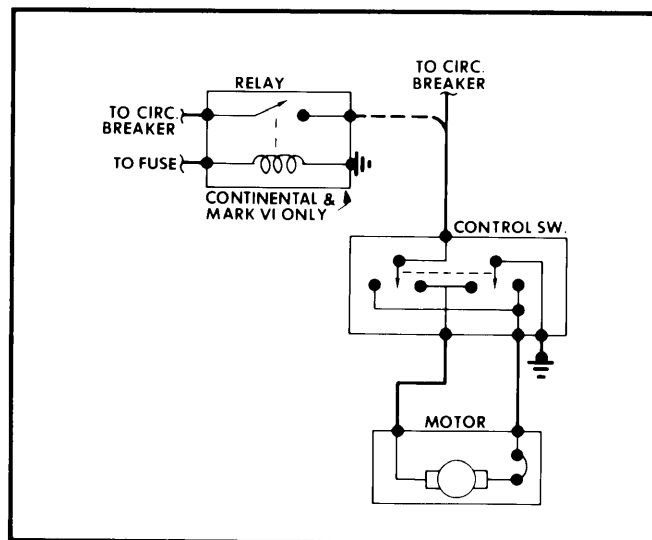 TO CIRC.
BREAKER
RELAY
TO CIRC.
BREAKER
TO FUSE
CONTINENTAL &
MARK VI ONLY
CONTROL SW.
MOTOR